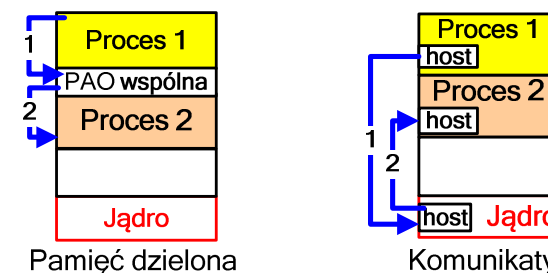 Proces 1
1
PAO wspólna
2
Proces 2
Jądro
Pamięć dzielona
Proces 1
host
Proces 2
host
1
2
host Jądro
Komunikaty